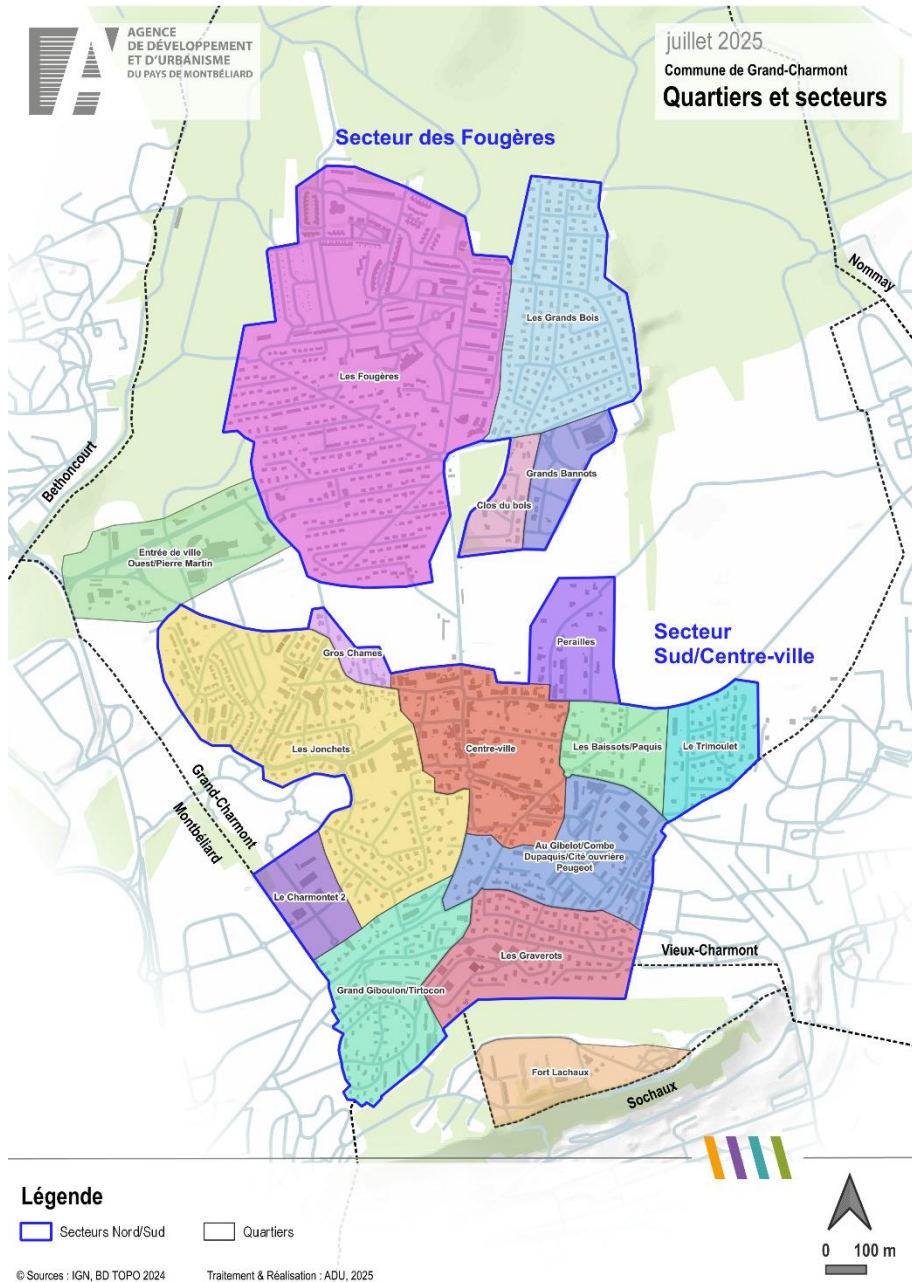 AGENCE
DE DÉVELOPPEMENT
ET D'URBANISME
DU PAYS DE MONTBÉLIARD
juillet 2025
Commune de Grand-Charmont
Quartiers et secteurs
Secteur des Fougères
Nommay
Les Grands Bois
Les Fougères
Bethoncourt
Grands Bannots
Clos du bois
Entrée de ville
Ouest/Pierre Martin
Secteur
Sud/Centre-ville
Perailles
Gros Chames
Les Jonchets
Centre-ville
Les Baissots/Paquis
Le Trimoulet
Grand-Charmont
Montbéliard
Au Gibelot/Combe
Dupaquis/Cité ouvrière
Peugeot
Le Charmontet 2
Les Graverots
Vieux-Charmont
Grand Giboulon/Tirtocon
Fort Lachaux
Sochaux
Légende
Secteurs Nord/Sud
Quartiers
0 100 m
© Sources : IGN, BD TOPO 2024
Traitement & Réalisation : ADU, 2025